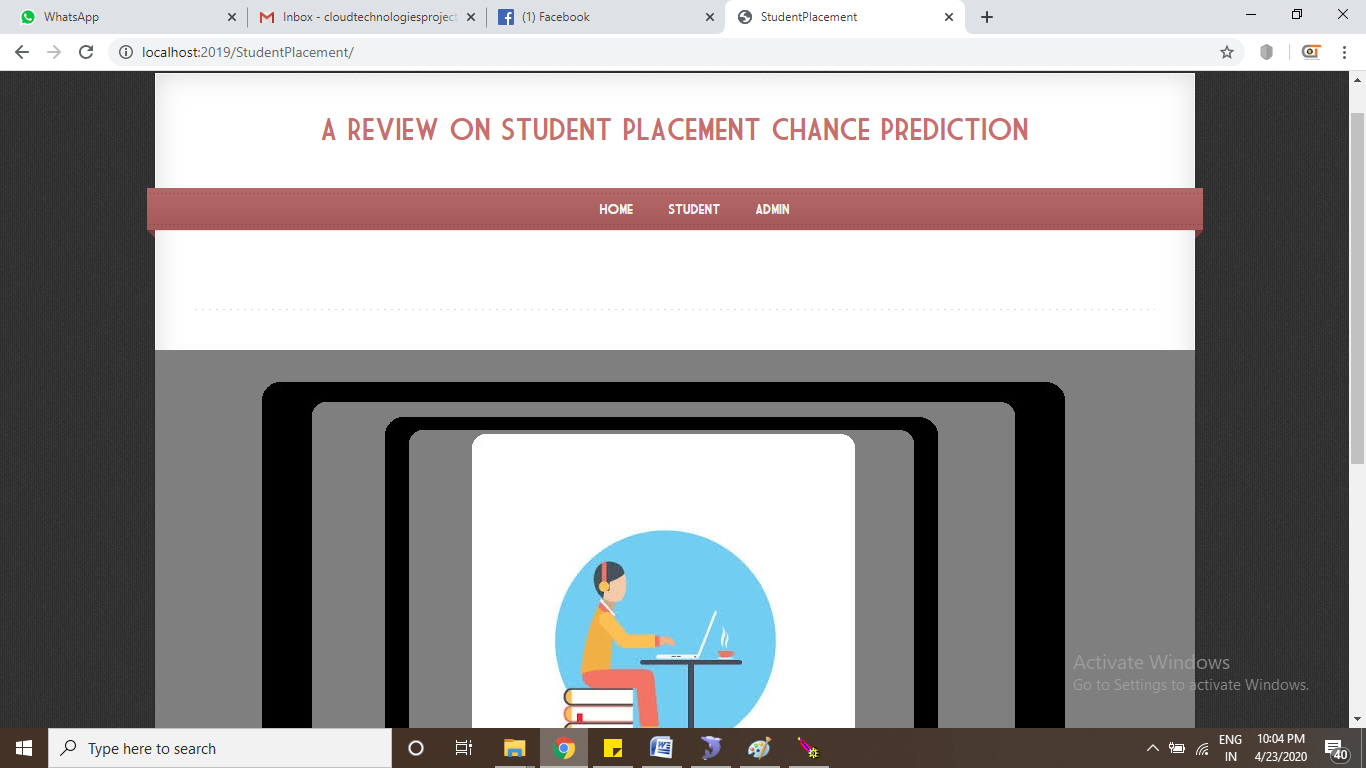 WhatsApp
Inbox - cloudtechnologiesproject
(1) Facebook
StudentPlacement
localhost:2019/StudentPlacement/
A REVIEW ON STUDENT PLACEMENT CHANCE PREDICTION
HOME STUDENT ADMIN
Activate Windows
Go to Settings to activate Windows.
Type here to search
ENG
IN
10:04 PM
4/23/2020
40